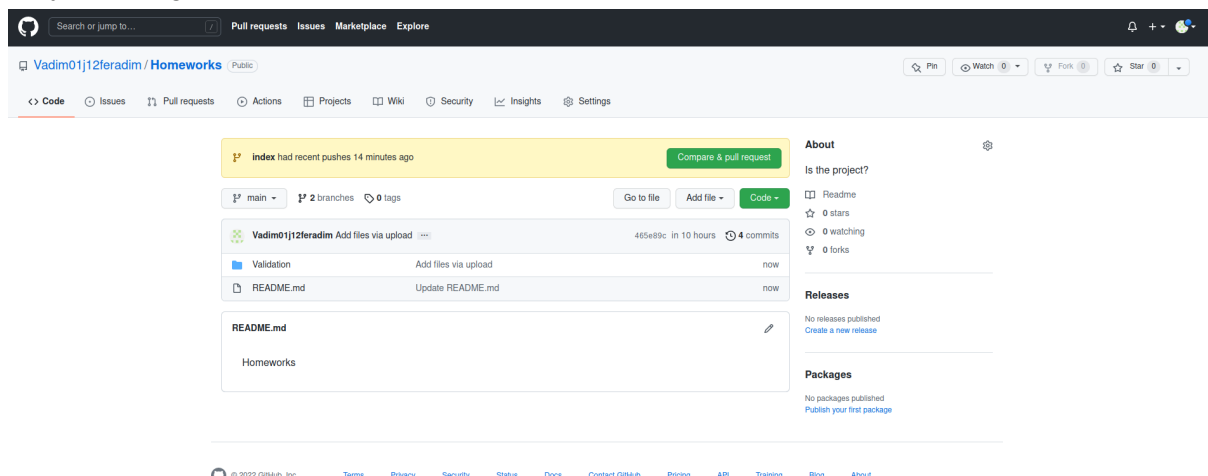 Search or jump to...
/
Pull requests Issues Marketplace Explore
Vadim01j12feradim / Homeworks Public
Pin Watch 0 Fork 0 Star 0
Code Issues Pull requests Actions Projects Wiki Security Insights Settings
index had recent pushes 14 minutes ago
Compare & pull request
main 2 branches 0 tags
Go to file Add file Code
Vadim01j12feradim Add files via upload ... 465e89c in 10 hours 4 commits
Validation Add files via upload now
README.md Update README.md now
README.md
Homeworks
About
Is the project?
Readme
0 stars
0 watching
0 forks
Releases
No releases published
Create a new release
Packages
No packages published
Publish your first package
© 2022 GitHub, Inc. Terms Privacy Security Status Docs Contact GitHub Pricing API Training Blog About